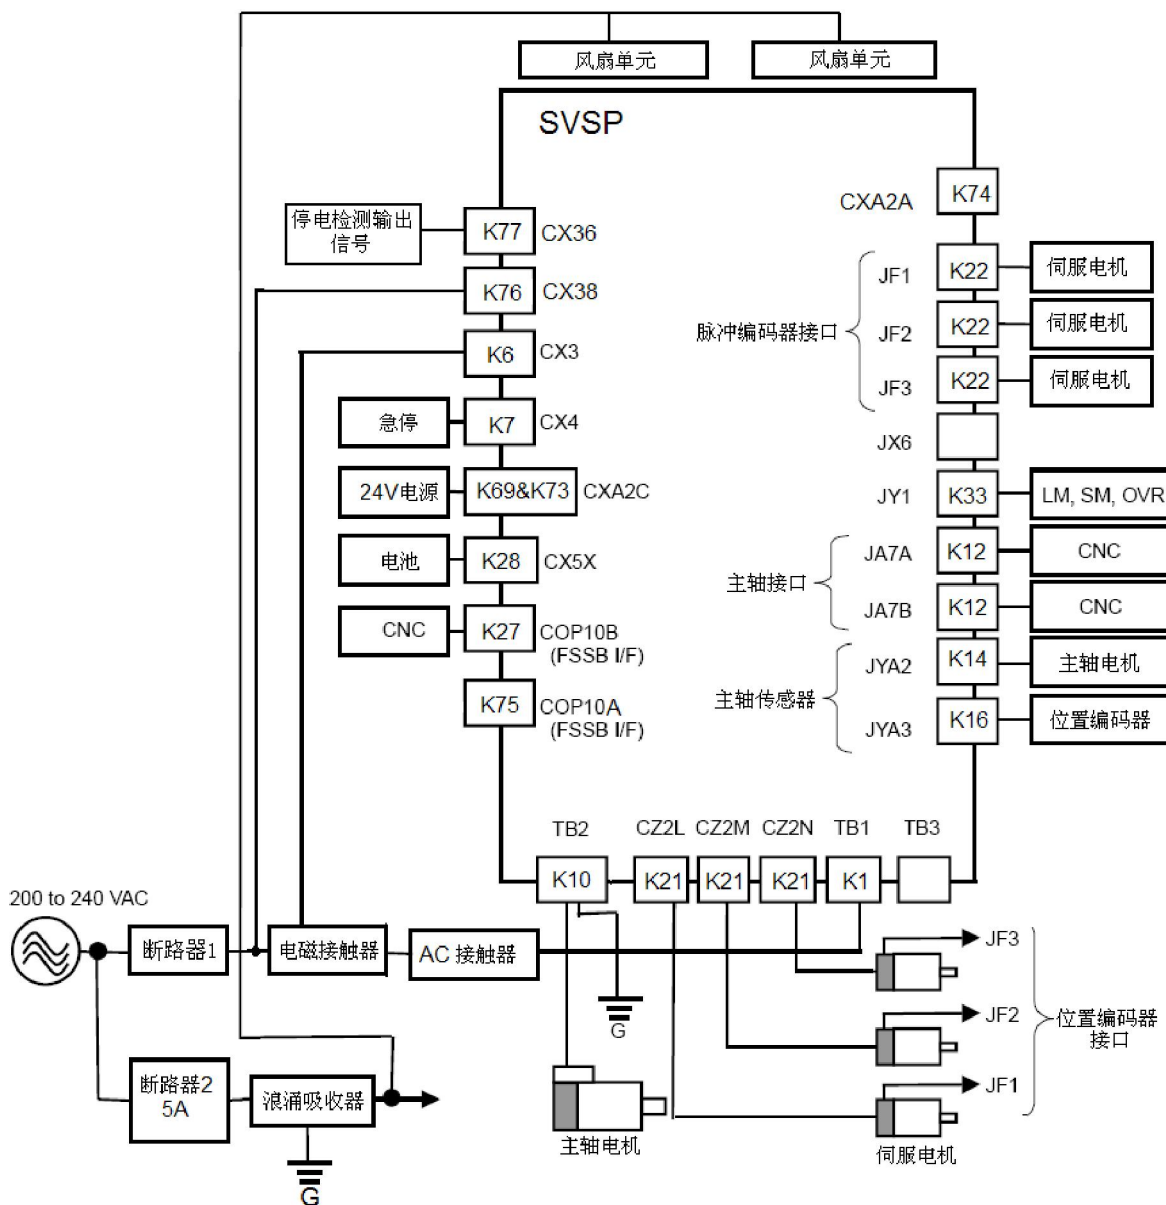 风扇单元
风扇单元
SVSP
停电检测输出
信号
K77
CX36
K76
CX38
K6
CX3
急停
K7
CX4
24V电源
K69&K73
CXA2C
电池
K28
CX5X
CNC
K27
COP10B
(FSSB I/F)
K75
COP10A
(FSSB I/F)
CXA2A
K74
脉冲编码器接口
JF1
K22
伺服电机
JF2
K22
伺服电机
JF3
K22
伺服电机
JX6
JY1
K33
LM, SM, OVR
主轴接口
JA7A
K12
CNC
JA7B
K12
CNC
主轴传感器
JYA2
K14
主轴电机
JYA3
K16
位置编码器
TB2
CZ2L
CZ2M
CZ2N
TB1
TB3
K10
K21
K21
K21
K1
200 to 240 VAC
断路器1
电磁接触器
AC 接触器
G
JF3
JF2
JF1
位置编码器
接口
断路器2
5A
浪涌吸收器
G
主轴电机
伺服电机